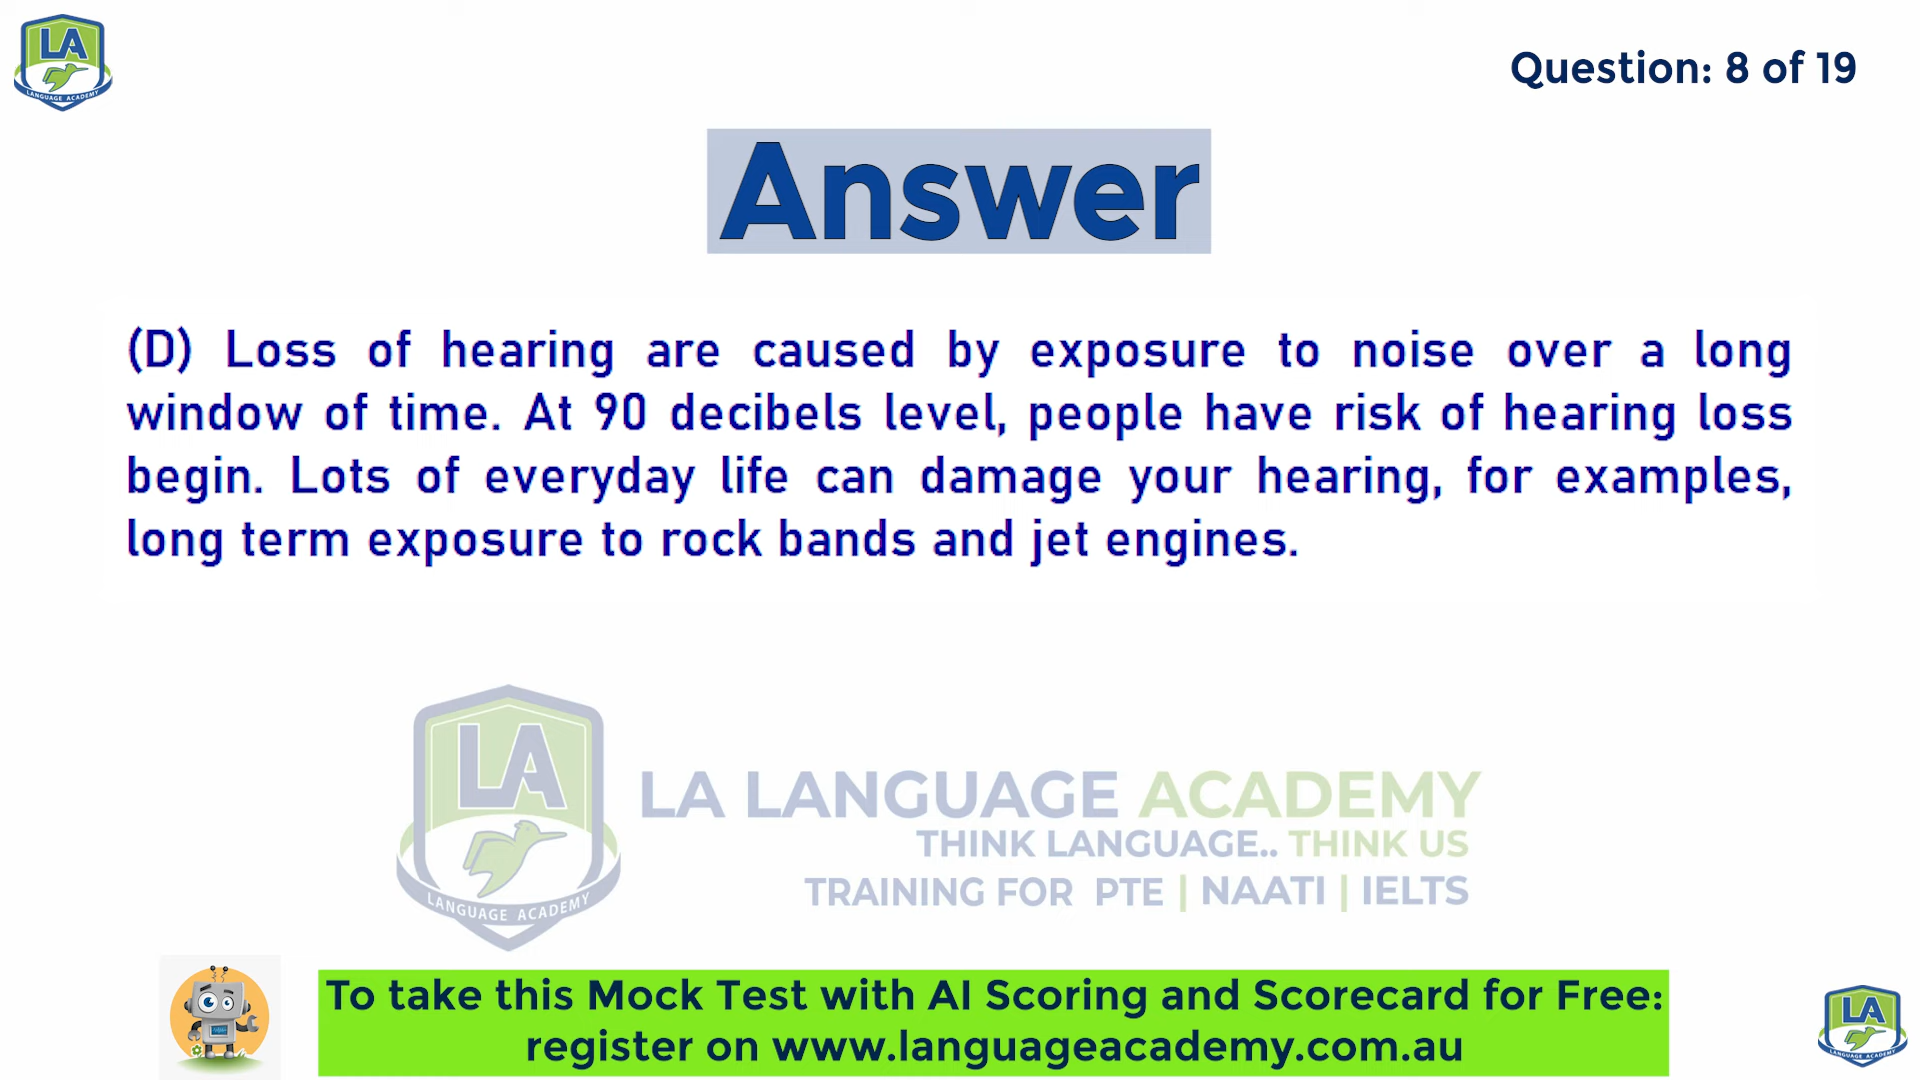 LA
LANGUAGE ACADEMY
Question: 8 of 19
Answer
(D) Loss of hearing are caused by exposure to noise over a long
window of time. At 90 decibels level, people have risk of hearing loss
begin. Lots of everyday life can damage your hearing, for examples,
long term exposure to rock bands and jet engines.
LA
LANGUAGE ACADEMY
LA LANGUAGE ACADEMY
THINK LANGUAGE.. THINK US
TRAINING FOR PTE | NAATI | IELTS
To take this Mock Test with AI Scoring and Scorecard for Free:
register on www.languageacademy.com.au
LA
LANGUAGE ACADEMY